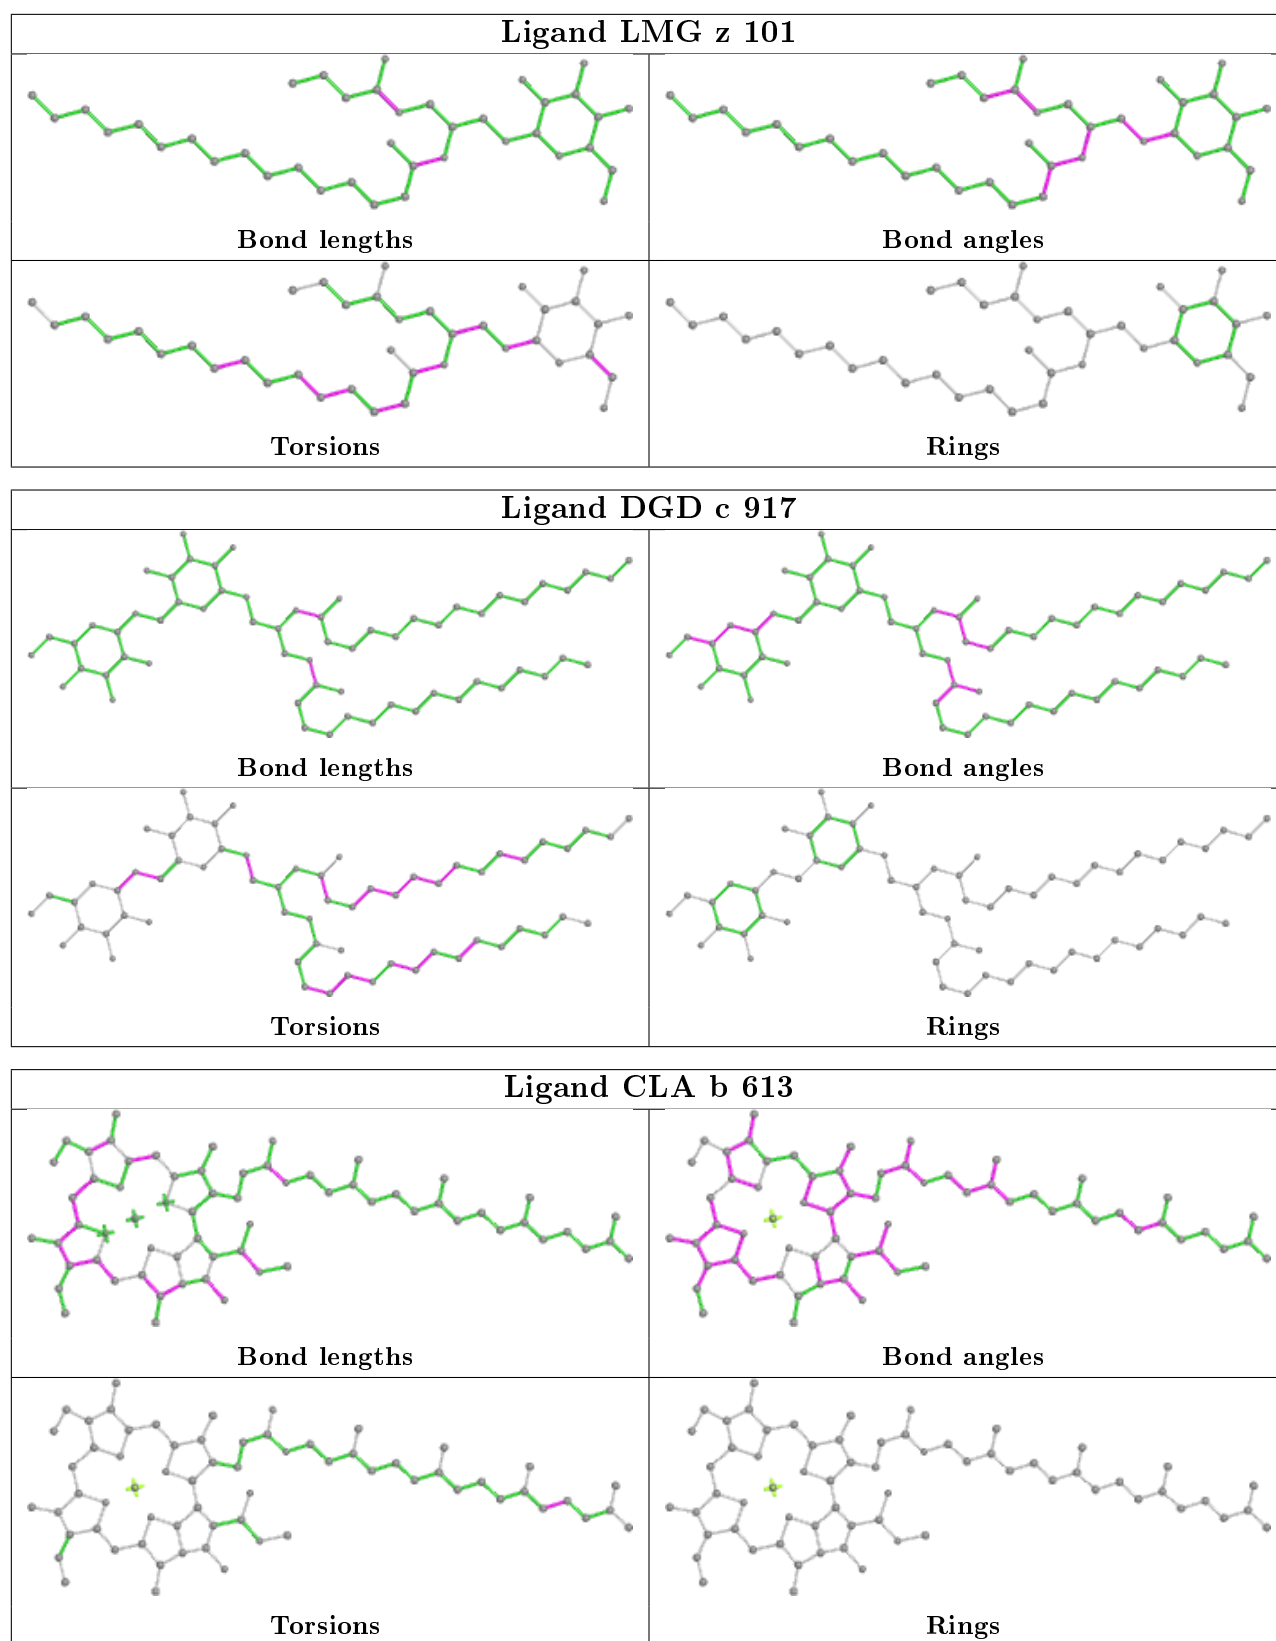 Ligand LMG z 101
Bond lengths
Bond angles
Torsions
Rings
Ligand DGD c 917
Bond lengths
Bond angles
Torsions
Rings
Ligand CLA b 613
Bond lengths
Bond angles
Torsions
Rings